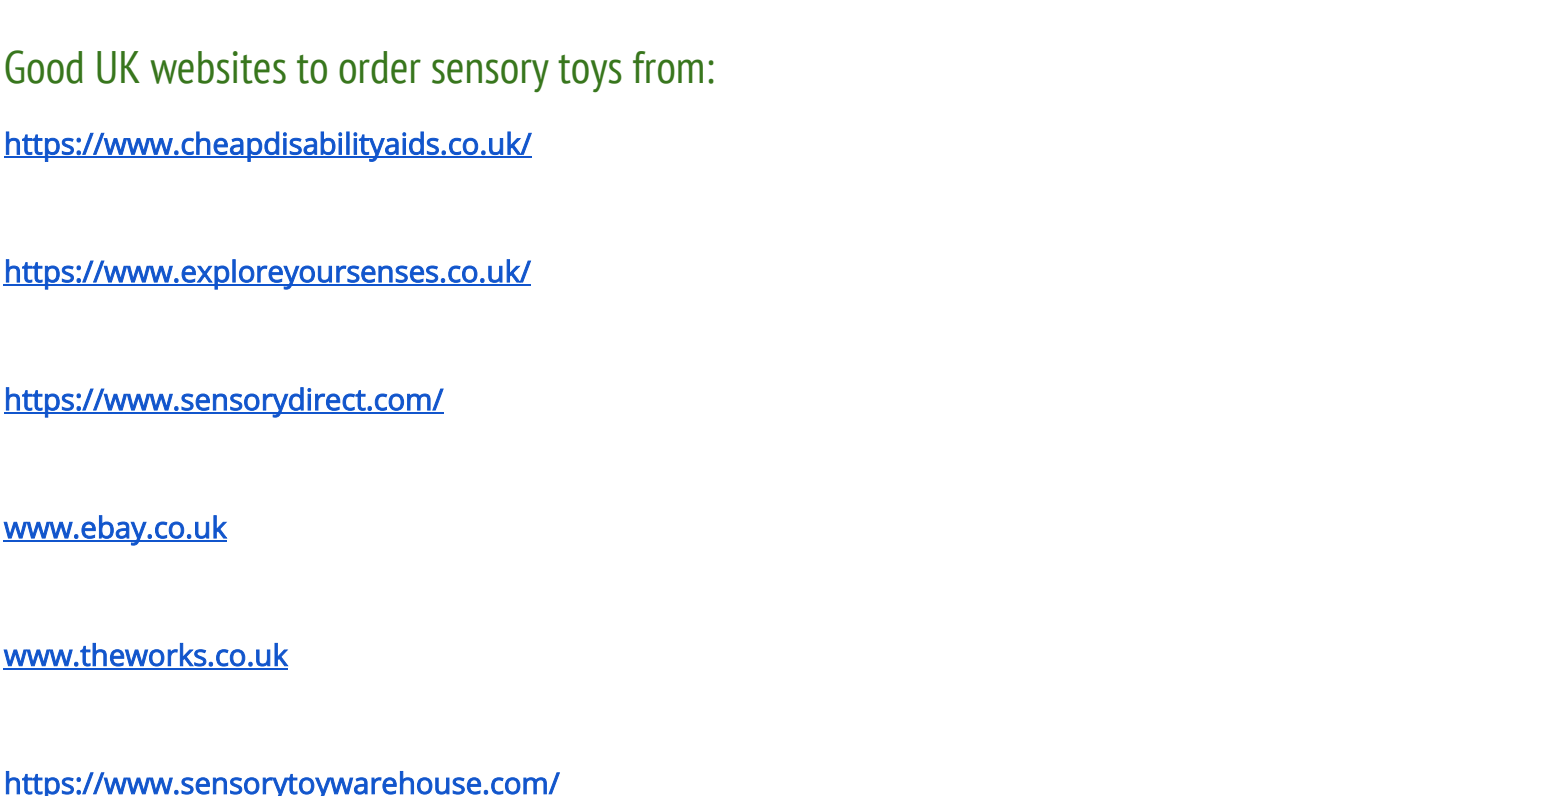 Good UK websites to order sensory toys from:
https://www.cheapdisabilityaids.co.uk/
https://www.exploreyoursenses.co.uk/
https://www.sensorydirect.com/
www.ebay.co.uk
www.theworks.co.uk
https://www.sensorytoywarehouse.com/